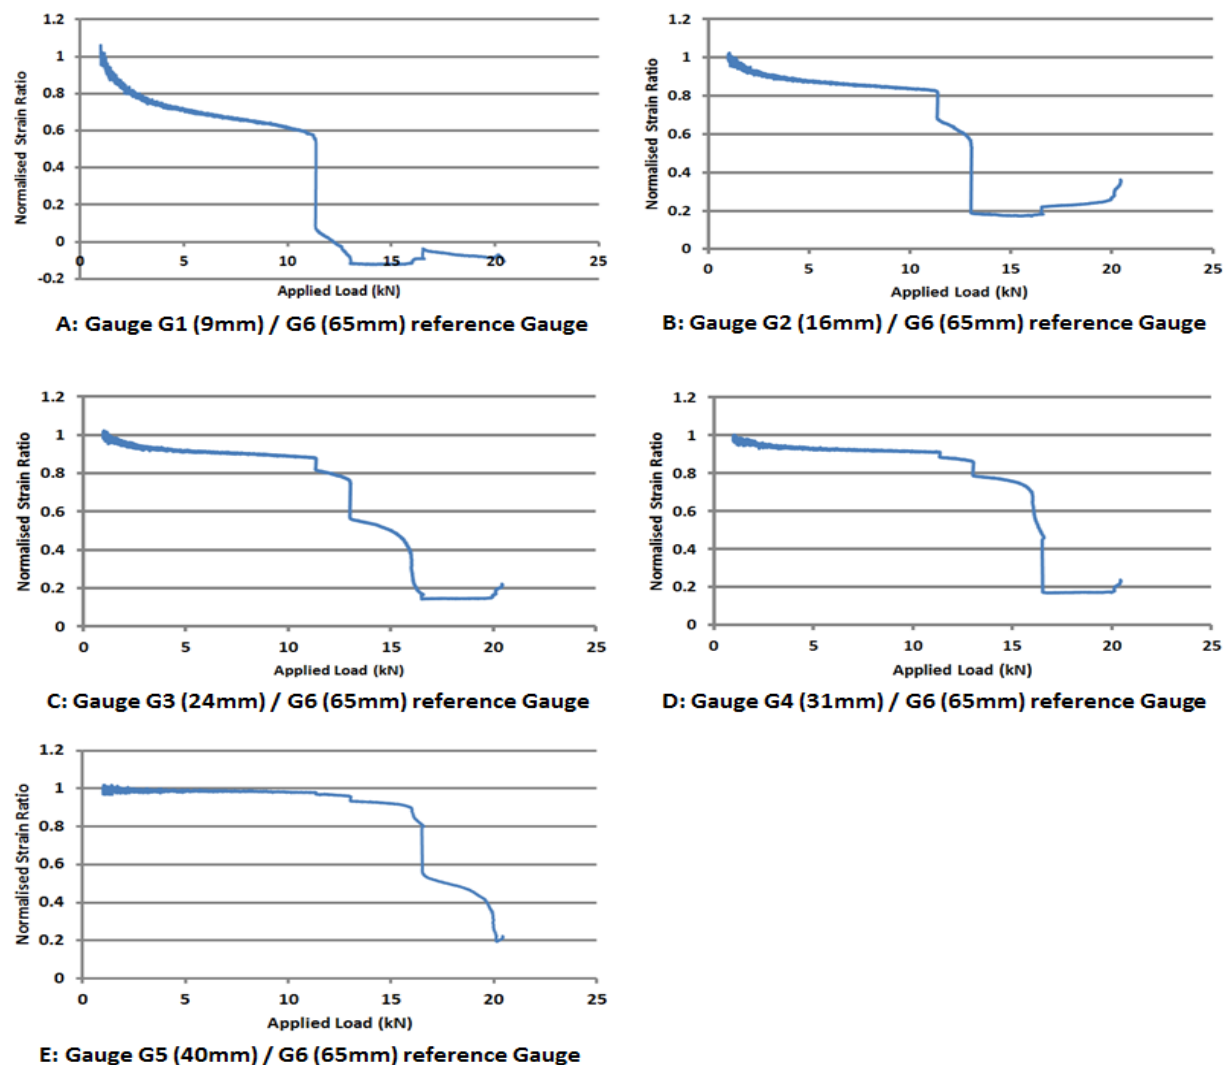 1.2
1
0.8
0.6
0.4
0.2
0
-0.2
Normalised Strain Ratio
0 5 10 15 20 25
Applied Load (kN)
A: Gauge G1 (9mm) / G6 (65mm) reference Gauge
1.2
1
0.8
0.6
0.4
0.2
0
Normalised Strain Ratio
0 5 10 15 20 25
Applied Load (kN)
B: Gauge G2 (16mm) / G6 (65mm) reference Gauge
1.2
1
0.8
0.6
0.4
0.2
0
Normalised Strain Ratio
0 5 10 15 20 25
Applied Load (kN)
C: Gauge G3 (24mm) / G6 (65mm) reference Gauge
1.2
1
0.8
0.6
0.4
0.2
0
Normalised Strain Ratio
0 5 10 15 20 25
Applied Load (kN)
D: Gauge G4 (31mm) / G6 (65mm) reference Gauge
1.2
1
0.8
0.6
0.4
0.2
0
Normalised Strain Ratio
0 5 10 15 20 25
Applied Load (kN)
E: Gauge G5 (40mm) / G6 (65mm) reference Gauge